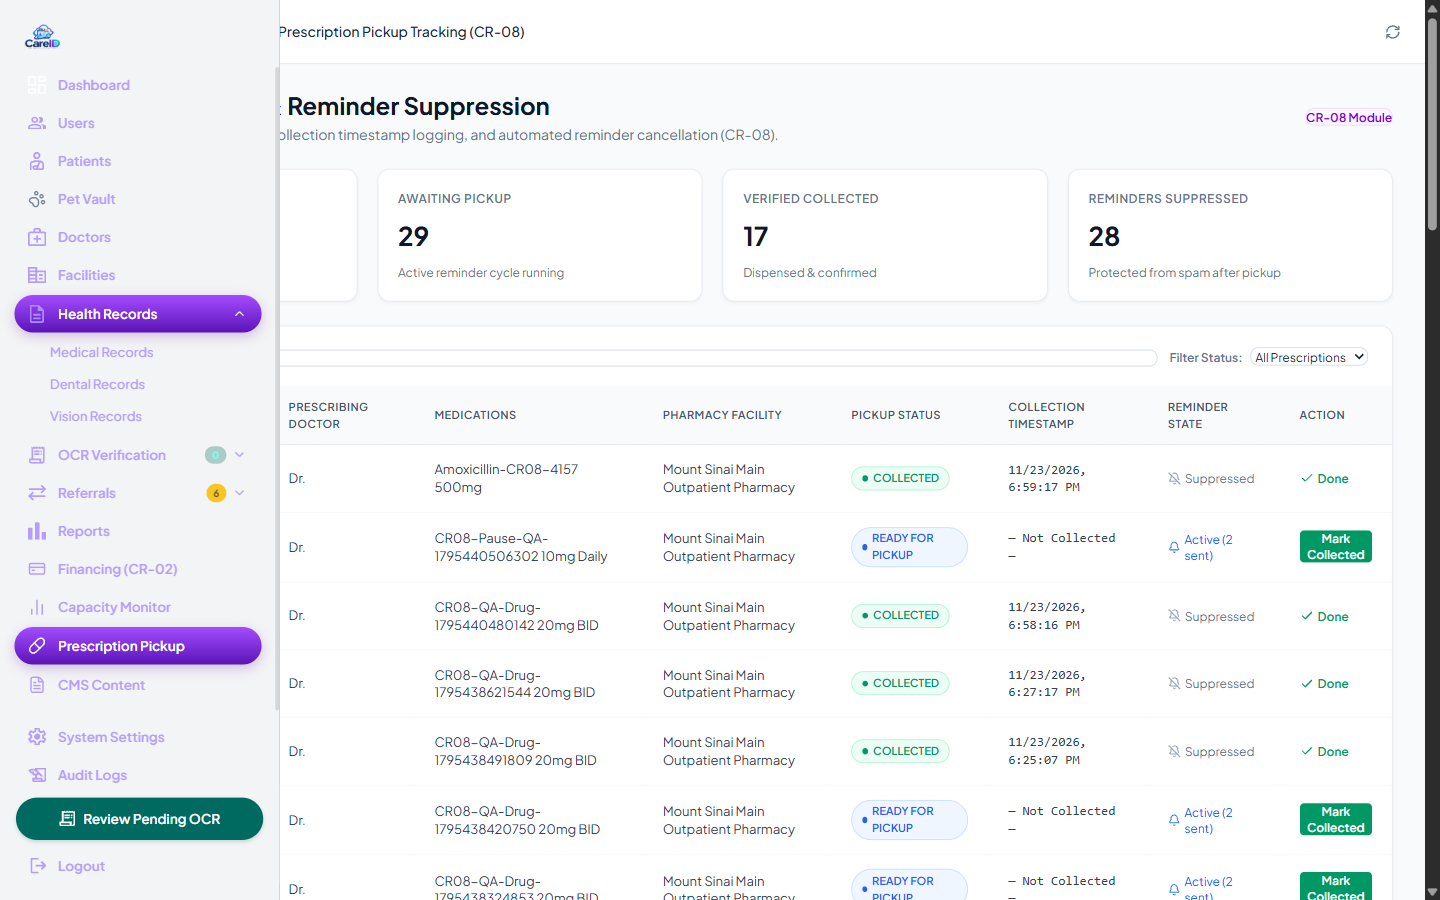 CareID
Dashboard
Users
Patients
Pet Vault
Doctors
Facilities
Health Records
Medical Records
Dental Records
Vision Records
OCR Verification 0
Referrals 6
Reports
Financing (CR-02)
Capacity Monitor
Prescription Pickup
CMS Content
System Settings
Audit Logs
Review Pending OCR
Logout
Prescription Pickup Tracking (CR-08)
Reminder Suppression
ollection timestamp logging, and automated reminder cancellation (CR-08).
CR-08 Module
AWAITING PICKUP
29
Active reminder cycle running
VERIFIED COLLECTED
17
Dispensed & confirmed
REMINDERS SUPPRESSED
28
Protected from spam after pickup
Filter Status: All Prescriptions
PRESCRIBING
DOCTOR
MEDICATIONS
PHARMACY FACILITY
PICKUP STATUS
COLLECTION
TIMESTAMP
REMINDER
STATE
ACTION
Dr.
Amoxicillin-CR08-4157
500mg
Mount Sinai Main
Outpatient Pharmacy
COLLECTED
11/23/2026,
6:59:17 PM
Suppressed
Done
Dr.
CR08-Pause-QA-
1795440506302 10mg Daily
Mount Sinai Main
Outpatient Pharmacy
READY FOR
PICKUP
— Not Collected
—
Active (2
sent)
Mark
Collected
Dr.
CR08-QA-Drug-
1795440480142 20mg BID
Mount Sinai Main
Outpatient Pharmacy
COLLECTED
11/23/2026,
6:58:16 PM
Suppressed
Done
Dr.
CR08-QA-Drug-
1795438621544 20mg BID
Mount Sinai Main
Outpatient Pharmacy
COLLECTED
11/23/2026,
6:27:17 PM
Suppressed
Done
Dr.
CR08-QA-Drug-
1795438491809 20mg BID
Mount Sinai Main
Outpatient Pharmacy
COLLECTED
11/23/2026,
6:25:07 PM
Suppressed
Done
Dr.
CR08-QA-Drug-
1795438420750 20mg BID
Mount Sinai Main
Outpatient Pharmacy
READY FOR
PICKUP
— Not Collected
—
Active (2
sent)
Mark
Collected
Dr.
CR08-QA-Drug-
1795438324853 20mg BID
Mount Sinai Main
Outpatient Pharmacy
READY FOR
PICKUP
— Not Collected
—
Active (2
sent)
Mark
Collected